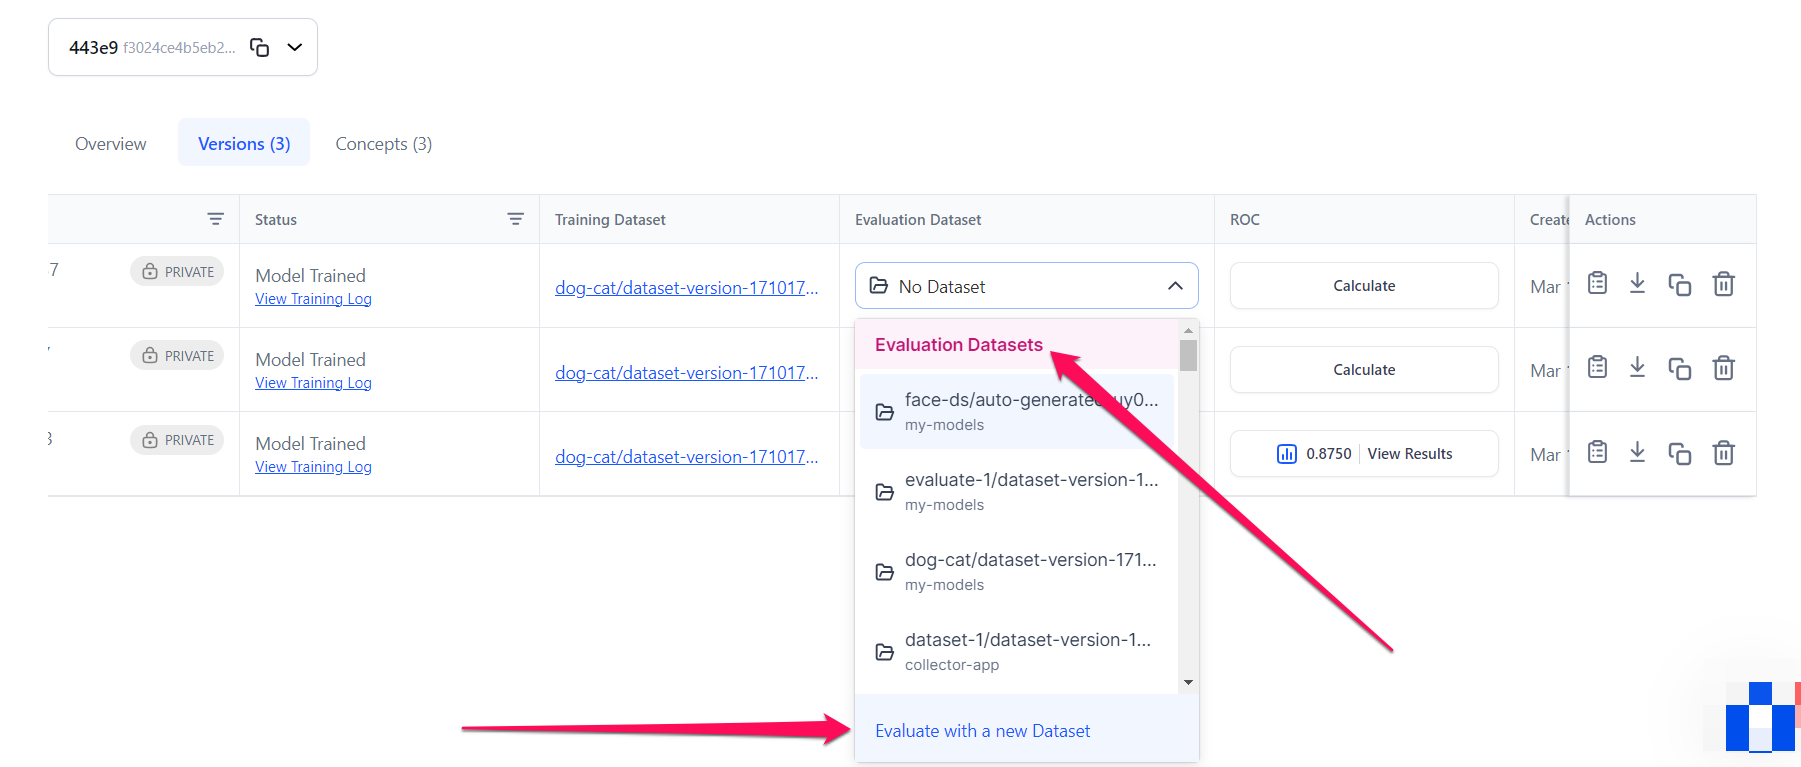 443e9 f3024ce4b5eb2...
Overview
Versions (3)
Concepts (3)
Status
Training Dataset
Evaluation Dataset
ROC
Create
Actions
7
PRIVATE
Model Trained
View Training Log
dog-cat/dataset-version-171017...
No Dataset
Calculate
Mar 1
PRIVATE
Model Trained
View Training Log
dog-cat/dataset-version-171017...
Calculate
Mar 1
3
PRIVATE
Model Trained
View Training Log
dog-cat/dataset-version-171017...
0.8750 | View Results
Mar 1
Evaluation Datasets
face-ds/auto-generated-uy0...
my-models
evaluate-1/dataset-version-1...
my-models
dog-cat/dataset-version-171...
my-models
dataset-1/dataset-version-1...
collector-app
Evaluate with a new Dataset